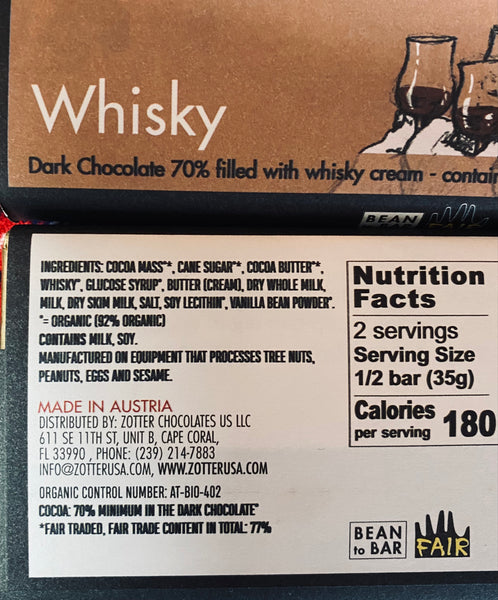 Whisky
Dark Chocolate 70% filled with whisky cream - contain
BEAN
INGREDIENTS: COCOA MASS°*, CANE SUGAR°*, COCOA BUTTER°*,
WHISKY°, GLUCOSE SYRUP°, BUTTER (CREAM), DRY WHOLE MILK,
MILK, DRY SKIM MILK, SALT, SOY LECITHIN°, VANILLA BEAN POWDER°.
°= ORGANIC (92% ORGANIC)
CONTAINS MILK, SOY.
MANUFACTURED ON EQUIPMENT THAT PROCESSES TREE NUTS,
PEANUTS, EGGS AND SESAME.
MADE IN AUSTRIA
DISTRIBUTED BY: ZOTTER CHOCOLATES US LLC
611 SE 11TH ST, UNIT B, CAPE CORAL,
FL 33990 , PHONE: (239) 214-7883
INFO@ZOTTERUSA.COM, WWW.ZOTTERUSA.COM
ORGANIC CONTROL NUMBER: AT-BIO-402
COCOA: 70% MINIMUM IN THE DARK CHOCOLATE°
*FAIR TRADED, FAIR TRADE CONTENT IN TOTAL: 77%
Nutrition
Facts
2 servings
Serving Size
1/2 bar (35g)
Calories
per serving 180
BEAN
to BAR
FAIR